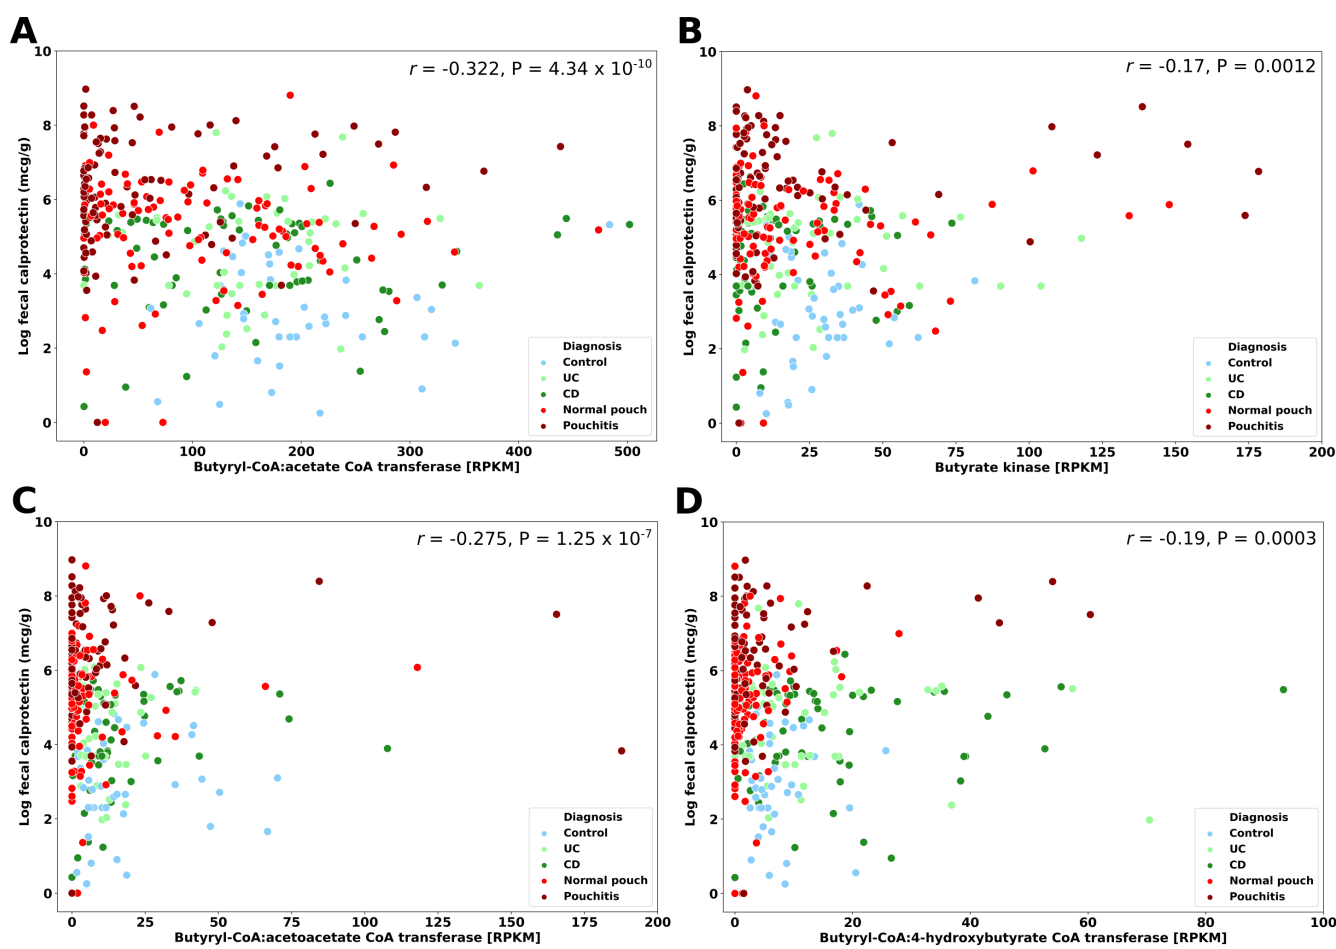 A
r = -0.322, P = 4.34 x 10-10
Log fecal calprotectin (mcg/g)
10
8
6
4
2
0
0 100 200 300 400 500
Butyryl-CoA:acetate CoA transferase [RPKM]
Diagnosis
Control
UC
CD
Normal pouch
Pouchitis
B
r = -0.17, P = 0.0012
Log fecal calprotectin (mcg/g)
10
8
6
4
2
0
0 25 50 75 100 125 150 175 200
Butyrate kinase [RPKM]
Diagnosis
Control
UC
CD
Normal pouch
Pouchitis
C
r = -0.275, P = 1.25 x 10-7
Log fecal calprotectin (mcg/g)
10
8
6
4
2
0
0 25 50 75 100 125 150 175 200
Butyryl-CoA:acetoacetate CoA transferase [RPKM]
Diagnosis
Control
UC
CD
Normal pouch
Pouchitis
D
r = -0.19, P = 0.0003
Log fecal calprotectin (mcg/g)
10
8
6
4
2
0
0 20 40 60 80 100
Butyryl-CoA:4-hydroxybutyrate CoA transferase [RPKM]
Diagnosis
Control
UC
CD
Normal pouch
Pouchitis